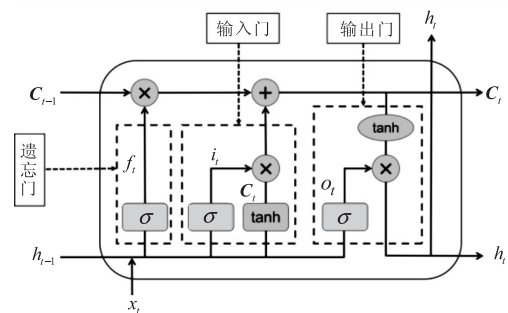 输入门
输出门
h_t
C_{t-1}
×
+
C_t
tanh
遗忘门
f_t
i_t
×
C_t
o_t
×
σ
σ
tanh
σ
h_{t-1}
h_t
x_t